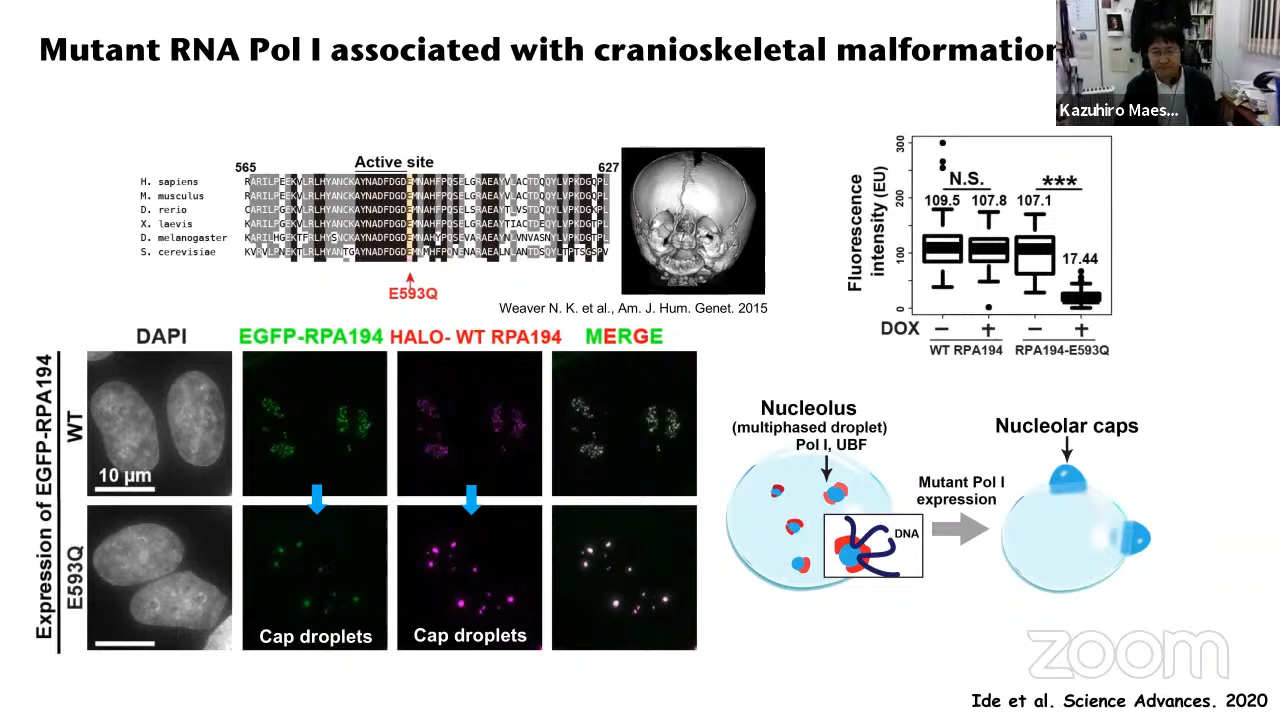 Mutant RNA Pol I associated with cranioskeletal malformation
Kazuhiro Maes...
565
Active site
627
H. sapiens
M. musculus
D. rerio
X. laevis
D. melanogaster
S. cerevisiae
E593Q
Weaver N. K. et al., Am. J. Hum. Genet. 2015
Fluorescence
intensity (EU)
300
200
100
0
N.S.
***
109.5
107.8
107.1
17.44
DOX
−
+
−
+
WT RPA194
RPA194-E593Q
DAPI
EGFP-RPA194
HALO- WT RPA194
MERGE
Expression of EGFP-RPA194
WT
E593Q
10 μm
Cap droplets
Cap droplets
Nucleolus
(multiphased droplet)
Pol I, UBF
DNA
Mutant Pol I
expression
Nucleolar caps
zoom
Ide et al. Science Advances. 2020